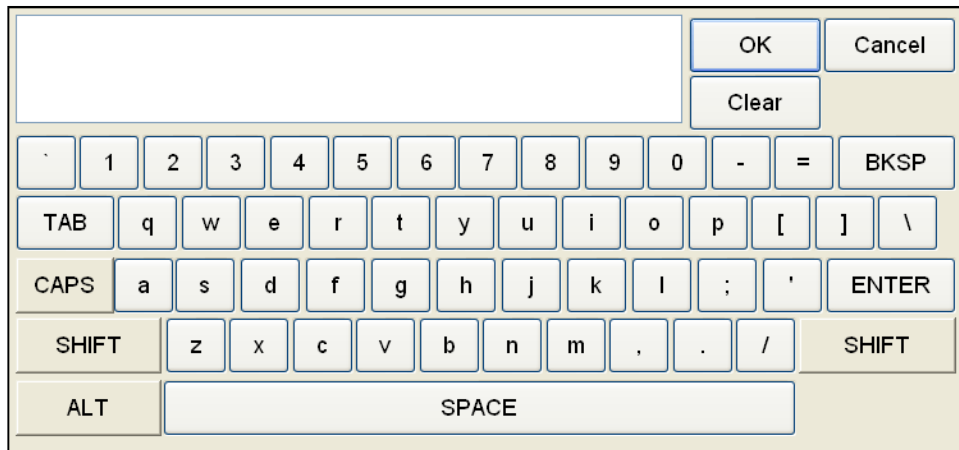 OK Cancel
Clear
` 1 2 3 4 5 6 7 8 9 0 - = BKSP
TAB q w e r t y u i o p [ ] \
CAPS a s d f g h j k l ; ' ENTER
SHIFT z x c v b n m , . / SHIFT
ALT SPACE